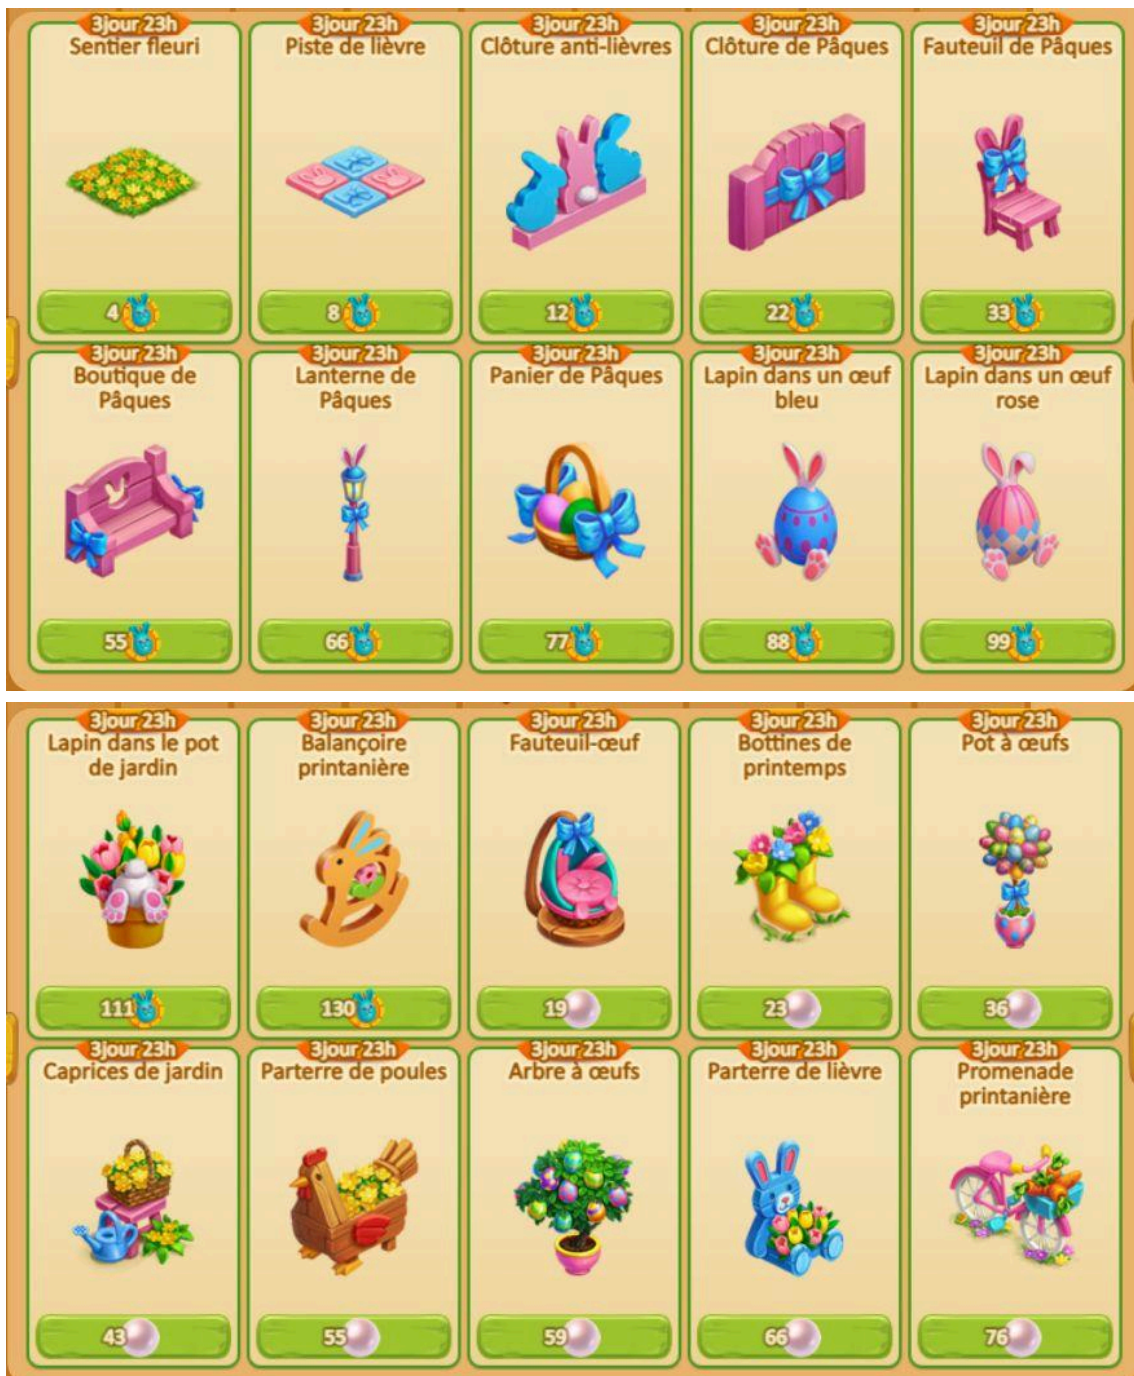 3jour 23h
Sentier fleuri
4
3jour 23h
Piste de lièvre
8
3jour 23h
Clôture anti-lièvres
12
3jour 23h
Clôture de Pâques
22
3jour 23h
Fauteuil de Pâques
33
3jour 23h
Boutique de
Pâques
55
3jour 23h
Lanterne de
Pâques
66
3jour 23h
Panier de Pâques
77
3jour 23h
Lapin dans un œuf
bleu
88
3jour 23h
Lapin dans un œuf
rose
99
3jour 23h
Lapin dans le pot
de jardin
111
3jour 23h
Balançoire
printanière
130
3jour 23h
Fauteuil-œuf
19
3jour 23h
Bottines de
printemps
23
3jour 23h
Pot à œufs
36
3jour 23h
Caprices de jardin
43
3jour 23h
Parterre de poules
55
3jour 23h
Arbre à œufs
59
3jour 23h
Parterre de lièvre
66
3jour 23h
Promenade
printanière
76